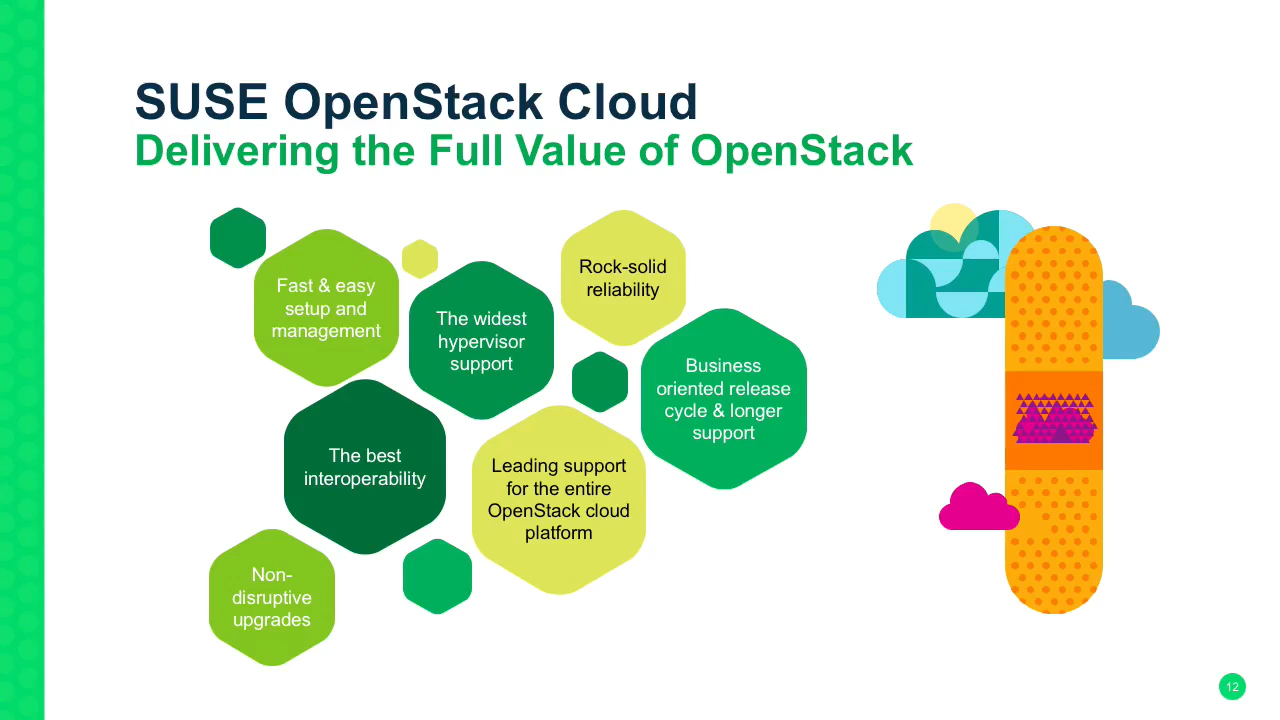 SUSE OpenStack Cloud
Delivering the Full Value of OpenStack
Fast & easy
setup and
management
The widest
hypervisor
support
Rock-solid
reliability
Business
oriented release
cycle & longer
support
The best
interoperability
Leading support
for the entire
OpenStack cloud
platform
Non-
disruptive
upgrades
12